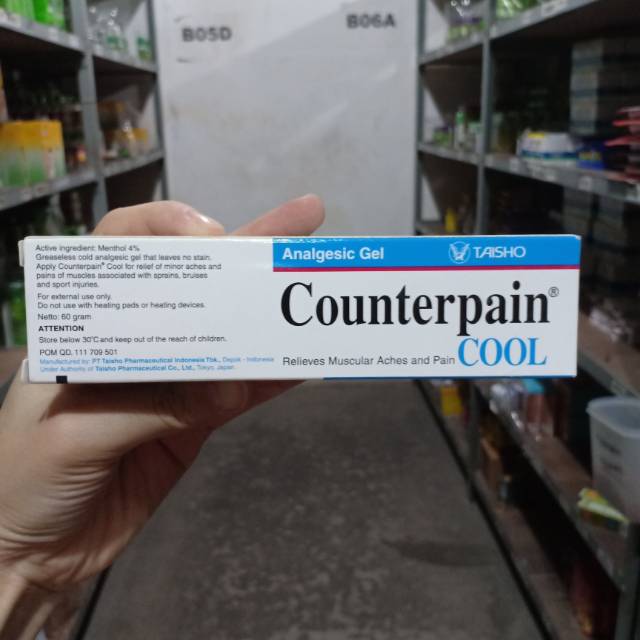 B05D
B06A
Active ingredient: Menthol 4%
Greaseless cold analgesic gel that leaves no stain.
Apply Counterpain® Cool for relief of minor aches and
pains of muscles associated with sprains, bruises
and sport injuries.
For external use only.
Do not use with heating pads or heating devices.
Netto: 60 gram
ATTENTION
Store below 30°C and keep out of the reach of children.
POM QD. 111 709 501
Manufactured by: PT Taisho Pharmaceutical Indonesia Tbk., Depok - Indonesia
Under Authority of Taisho Pharmaceutical Co., Ltd., Tokyo, Japan
Analgesic Gel
TAISHO
Counterpain®
Relieves Muscular Aches and Pain COOL